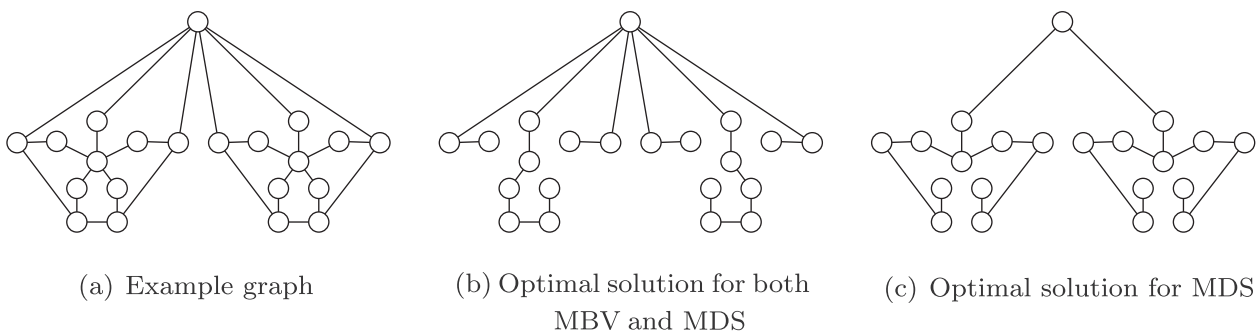 (a) Example graph
(b) Optimal solution for both
MBV and MDS
(c) Optimal solution for MDS